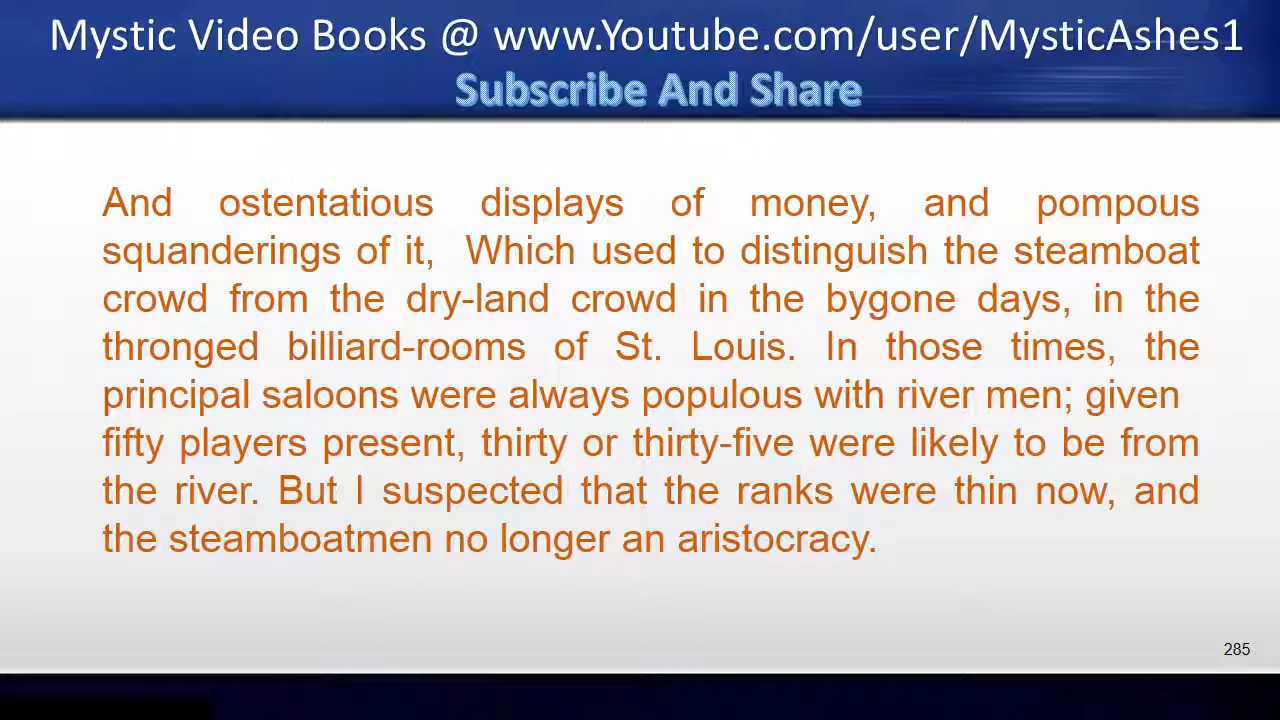 Mystic Video Books @ www.Youtube.com/user/MysticAshes1
Subscribe And Share
And ostentatious displays of money, and pompous
squanderings of it, Which used to distinguish the steamboat
crowd from the dry-land crowd in the bygone days, in the
thronged billiard-rooms of St. Louis. In those times, the
principal saloons were always populous with river men; given
fifty players present, thirty or thirty-five were likely to be from
the river. But I suspected that the ranks were thin now, and
the steamboatmen no longer an aristocracy.
285